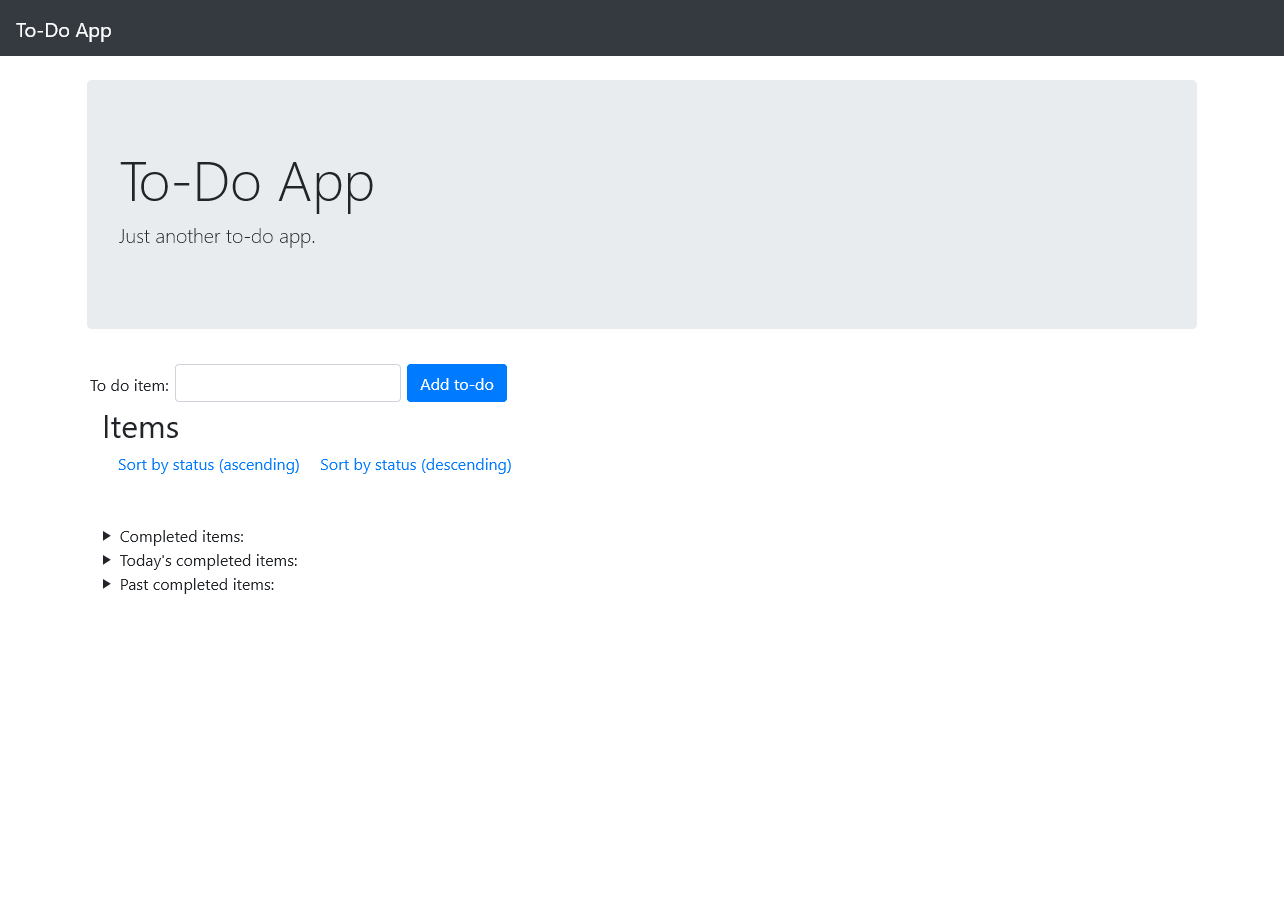 To-Do App
To-Do App
Just another to-do app.
To do item: Add to-do
Items
Sort by status (ascending) Sort by status (descending)
Completed items:
Today's completed items:
Past completed items: